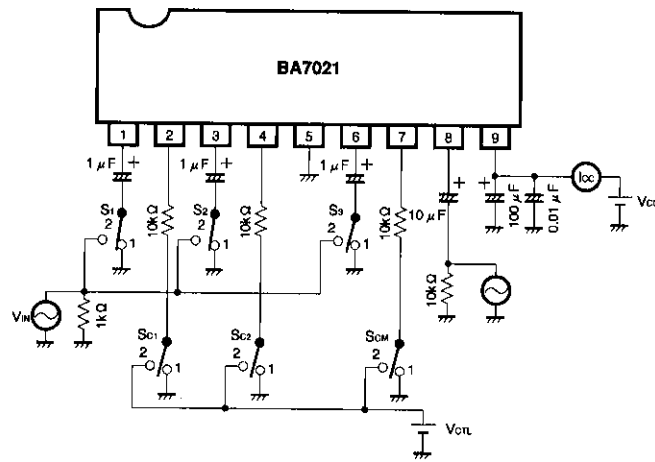 BA7021
1 2 3 4 5 6 7 8 9
1 μF + 1 μF + 1 μF + + + 
S1 2 1
10kΩ
S2 2 1
10kΩ
S3 2 1
10kΩ
10 μF
100 μF
0.01 μF
ICC
VCC
VIN
1kΩ
10kΩ
SC1
2 1
SC2
2 1
SCM
2 1
VCTL